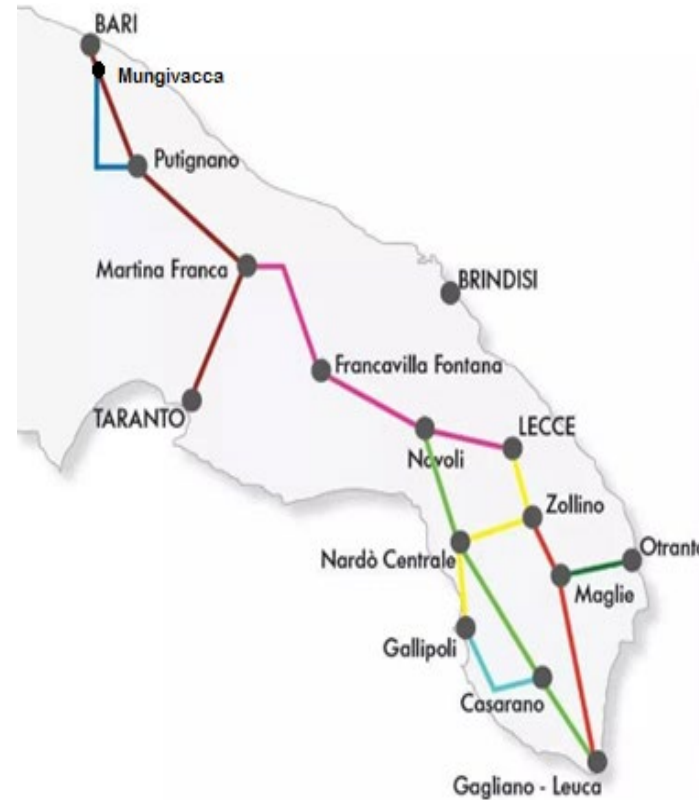 BARI
Mungivacca
Putignano
Martina Franca
BRINDISI
Francavilla Fontana
TARANTO
LECCE
Novoli
Zollino
Otranto
Nardò Centrale
Maglie
Gallipoli
Casarano
Gagliano - Leuca